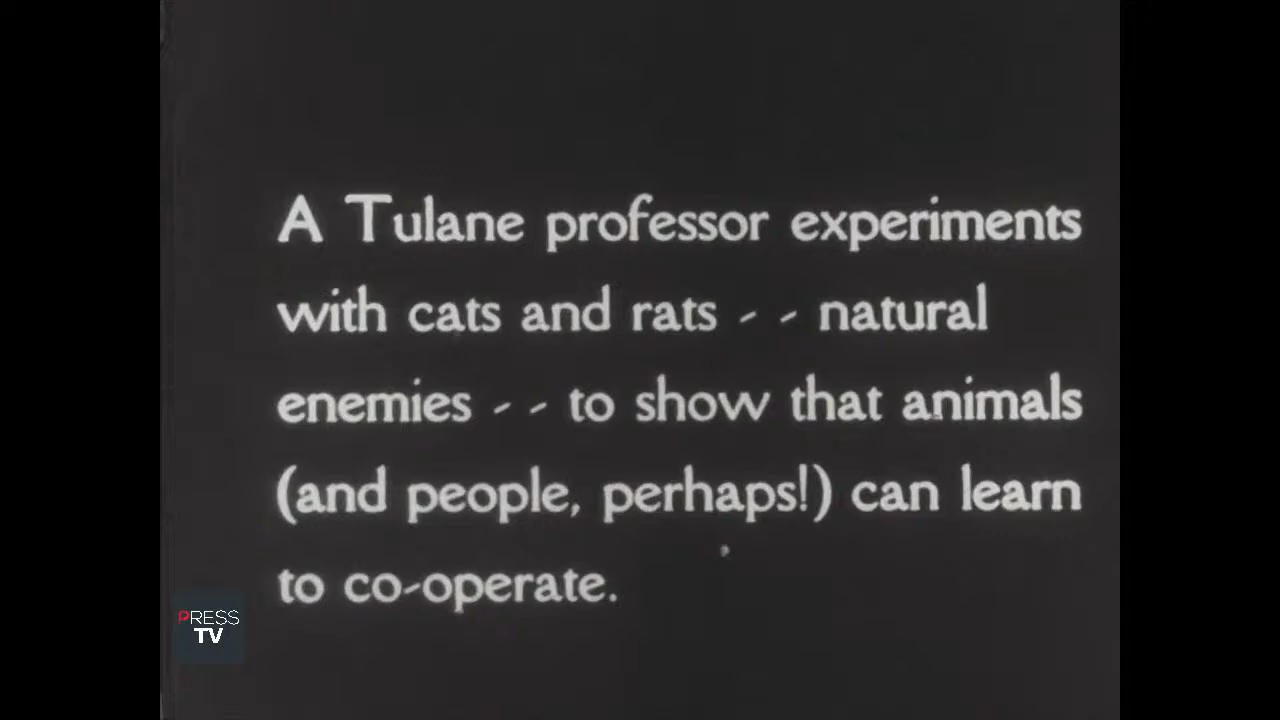 A Tulane professor experiments
with cats and rats - - natural
enemies - - to show that animals
(and people, perhaps!) can learn
to co-operate.
PRESS
TV